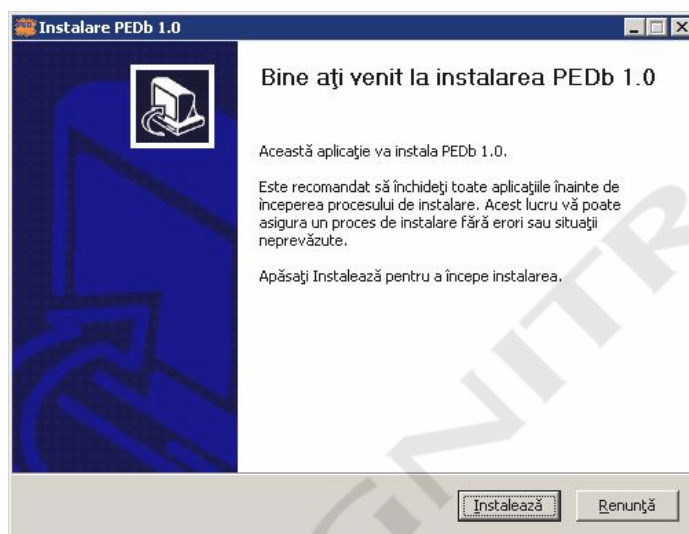 Instalare PEDb 1.0
Bine aţi venit la instalarea PEDb 1.0
Această aplicaţie va instala PEDb 1.0.
Este recomandat să închideţi toate aplicaţiile înainte de
începerea procesului de instalare. Acest lucru vă poate
asigura un proces de instalare fără erori sau situaţii
neprevăzute.
Apăsaţi Instalează pentru a începe instalarea.
Instalează
Renunţă